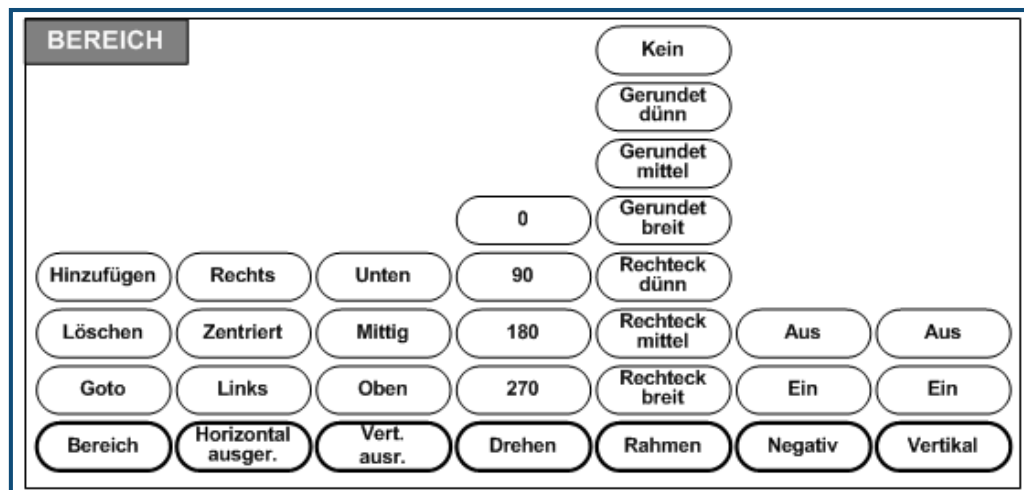 BEREICH
Kein
Gerundet
dünn
Gerundet
mittel
0
Gerundet
breit
Hinzufügen
Rechts
Unten
90
Rechteck
dünn
Löschen
Zentriert
Mittig
180
Rechteck
mittel
Aus
Aus
Goto
Links
Oben
270
Rechteck
breit
Ein
Ein
Bereich
Horizontal
ausger.
Vert.
ausr.
Drehen
Rahmen
Negativ
Vertikal